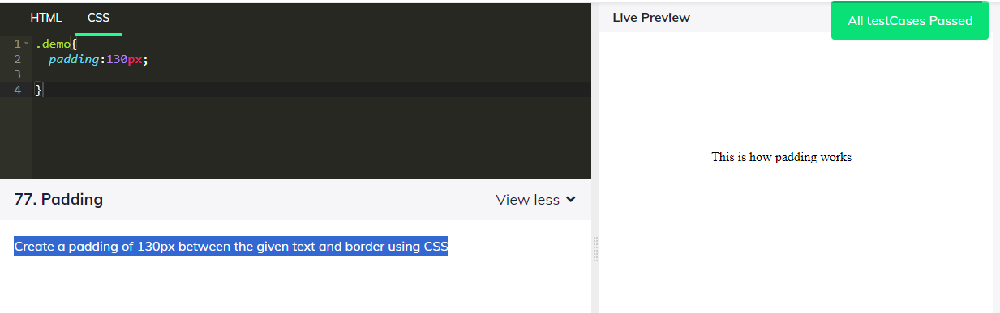 HTML CSS
1 .demo{
2 padding:130px;
3
4 }
77. Padding View less
Create a padding of 130px between the given text and border using CSS
Live Preview
All testCases Passed
This is how padding works